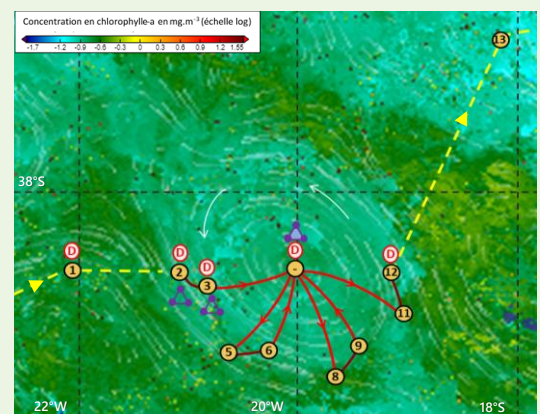 Concentration en chlorophylle-a en mg.m⁻³ (échelle log)
-1.7 -1.2 -0.9 -0.6 -0.3 0 0.3 0.6 0.9 1.2 1.55
13
38°S
D
D
D
D
D
1
2
3
-
12
11
5
6
9
8
22°W
20°W
18°S